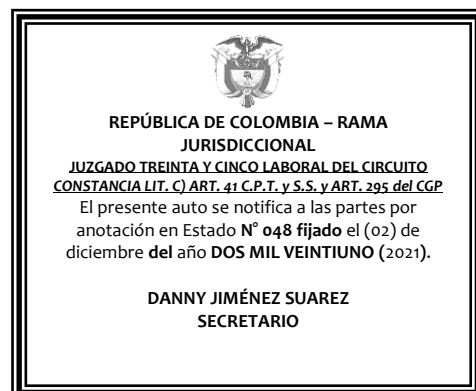 REPÚBLICA DE COLOMBIA – RAMA
JURISDICCIONAL
JUZGADO TREINTA Y CINCO LABORAL DEL CIRCUITO
CONSTANCIA LIT. C) ART. 41 C.P.T. y S.S. y ART. 295 del CGP
El presente auto se notifica a las partes por
anotación en Estado N° 048 fijado el (02) de
diciembre del año DOS MIL VEINTIUNO (2021).
DANNY JIMÉNEZ SUAREZ
SECRETARIO